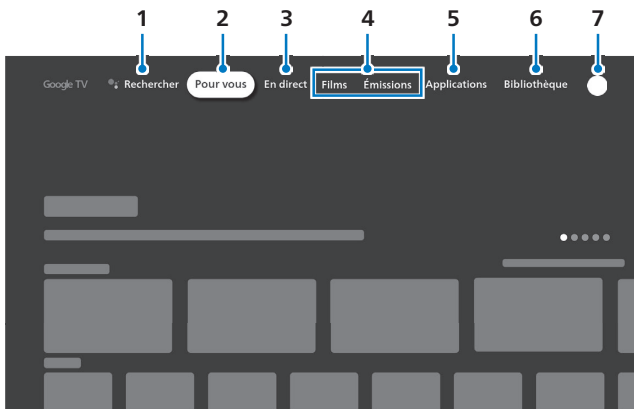 1 2 3 4 5 6 7
Google TV Rechercher Pour vous En direct Films Émissions Applications Bibliothèque